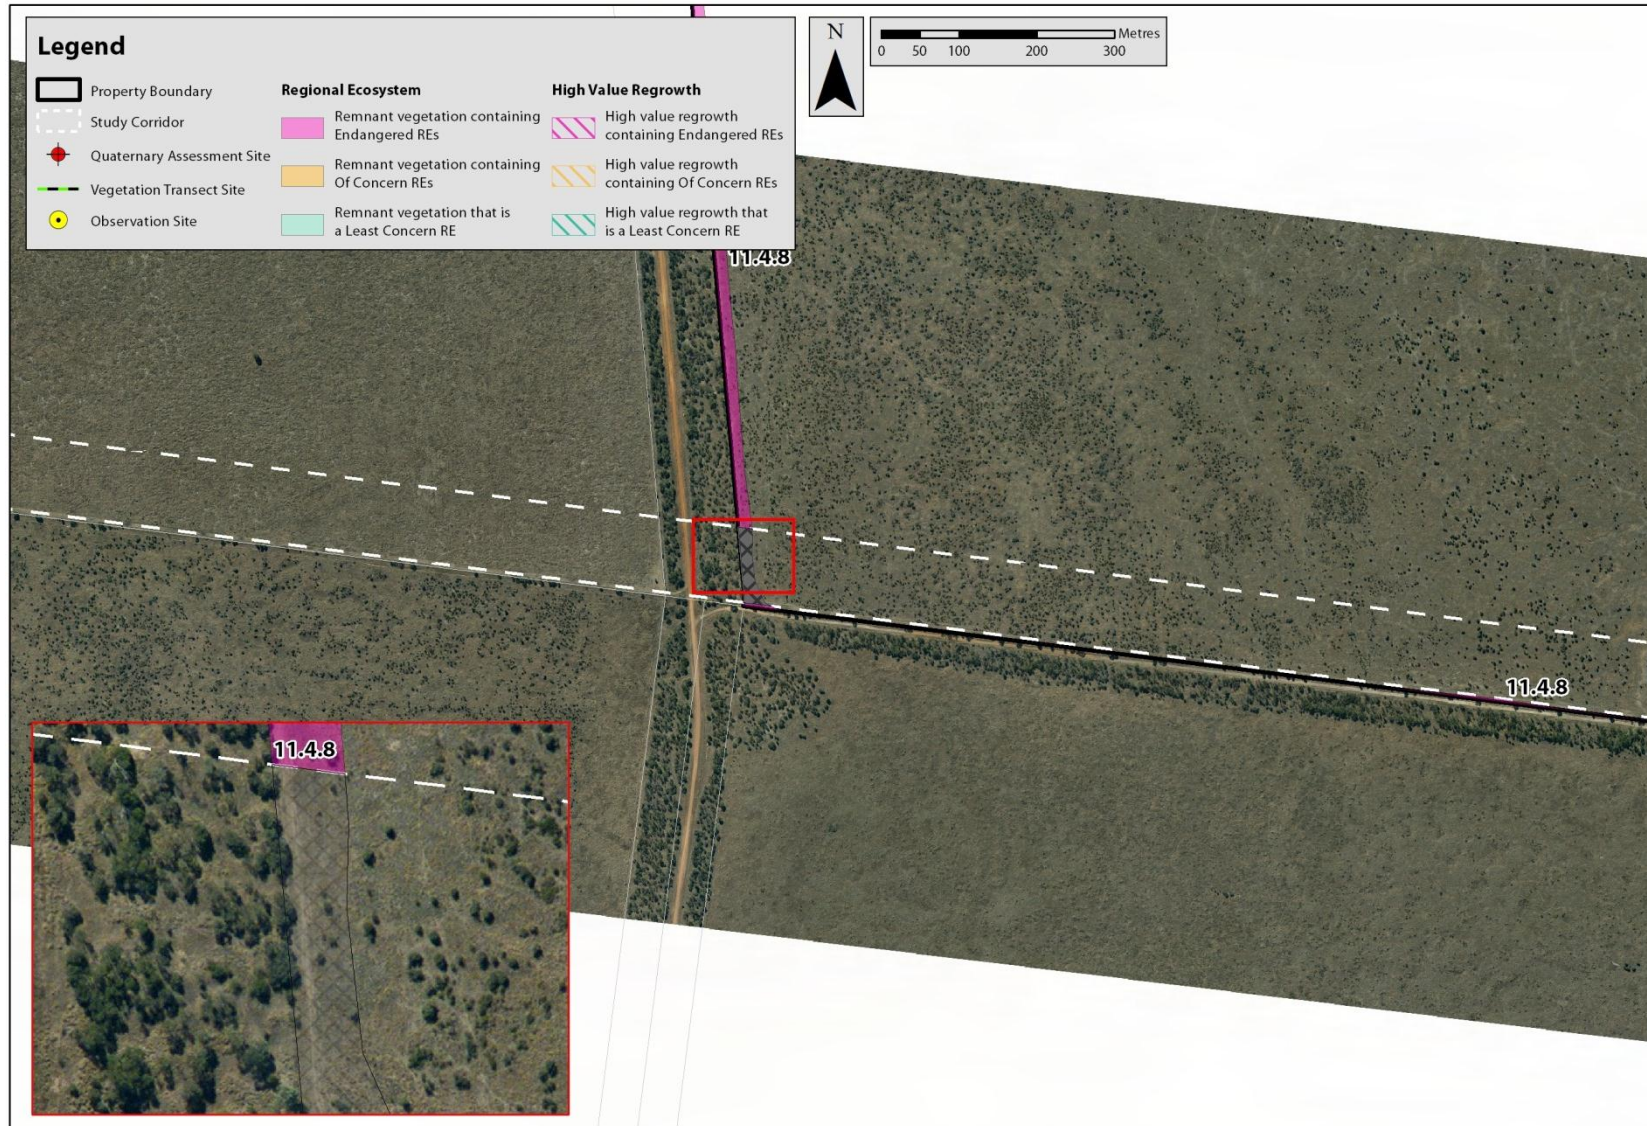 Legend
Property Boundary
Study Corridor
Quaternary Assessment Site
Vegetation Transect Site
Observation Site
Regional Ecosystem
Remnant vegetation containing
Endangered REs
Remnant vegetation containing
Of Concern REs
Remnant vegetation that is
a Least Concern RE
High Value Regrowth
High value regrowth
containing Endangered REs
High value regrowth
containing Of Concern REs
High value regrowth that
is a Least Concern RE
N
Metres
0 50 100 200 300
11.4.8
11.4.8
11.4.8